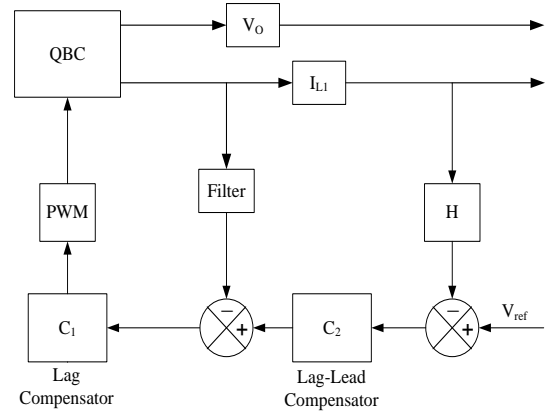 V_O
QBC
I_L1
Filter
PWM
H
− −
V_ref
C_1 + C_2 +
Lag
Compensator
Lag-Lead
Compensator